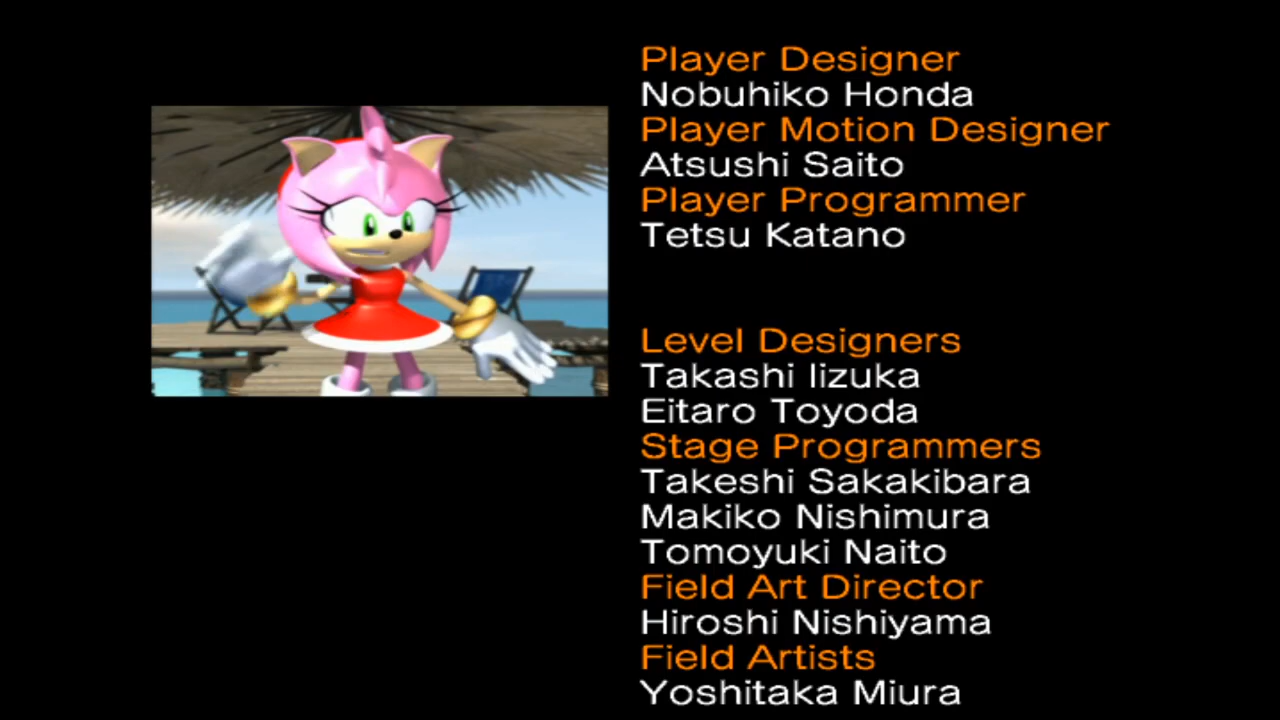 Player Designer
Nobuhiko Honda
Player Motion Designer
Atsushi Saito
Player Programmer
Tetsu Katano
Level Designers
Takashi Iizuka
Eitaro Toyoda
Stage Programmers
Takeshi Sakakibara
Makiko Nishimura
Tomoyuki Naito
Field Art Director
Hiroshi Nishiyama
Field Artists
Yoshitaka Miura